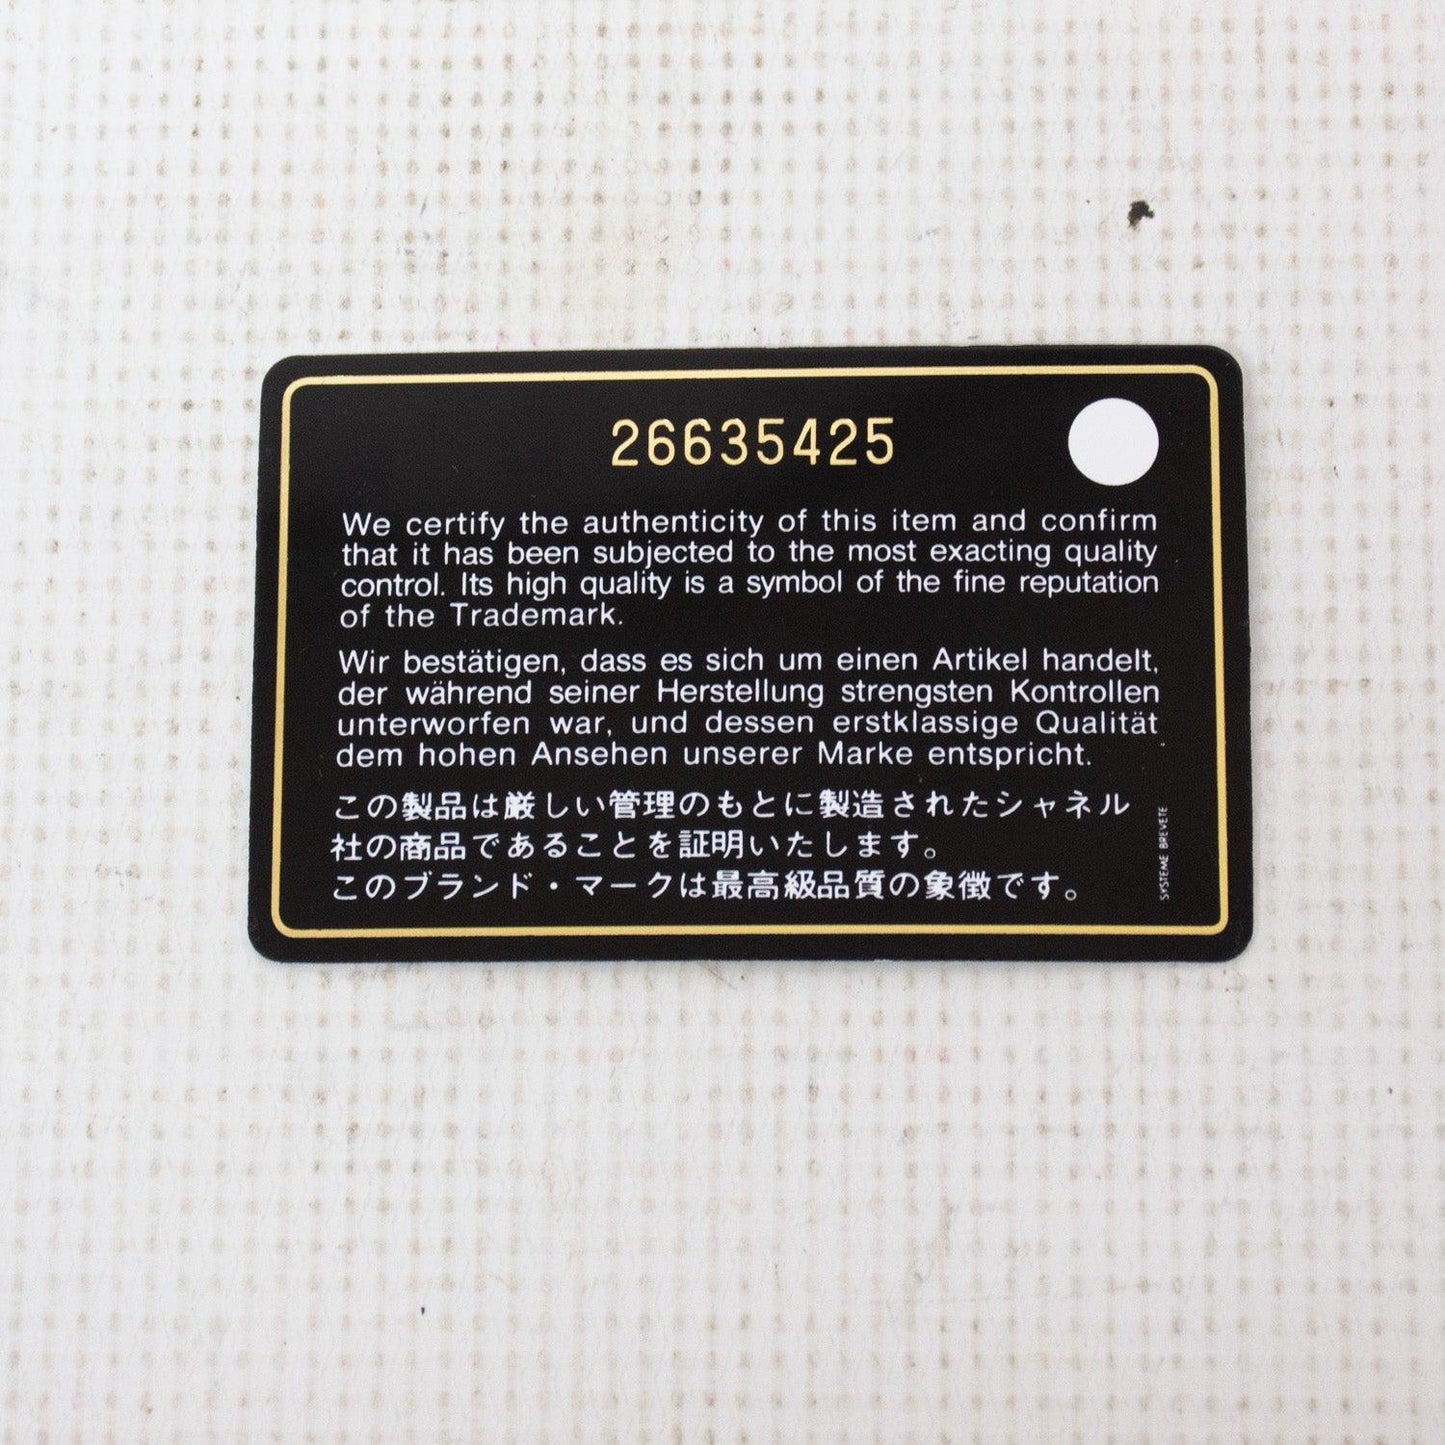 26635425
We certify the authenticity of this item and confirm
that it has been subjected to the most exacting quality
control. Its high quality is a symbol of the fine reputation
of the Trademark.
Wir bestätigen, dass es sich um einen Artikel handelt,
der während seiner Herstellung strengsten Kontrollen
unterworfen war, und dessen erstklassige Qualität
dem hohen Ansehen unserer Marke entspricht.
この製品は厳しい管理のもとに製造されたシャネル
社の商品であることを証明いたします。
このブランド・マークは最高級品質の象徴です。
SYSTEME BREVETE